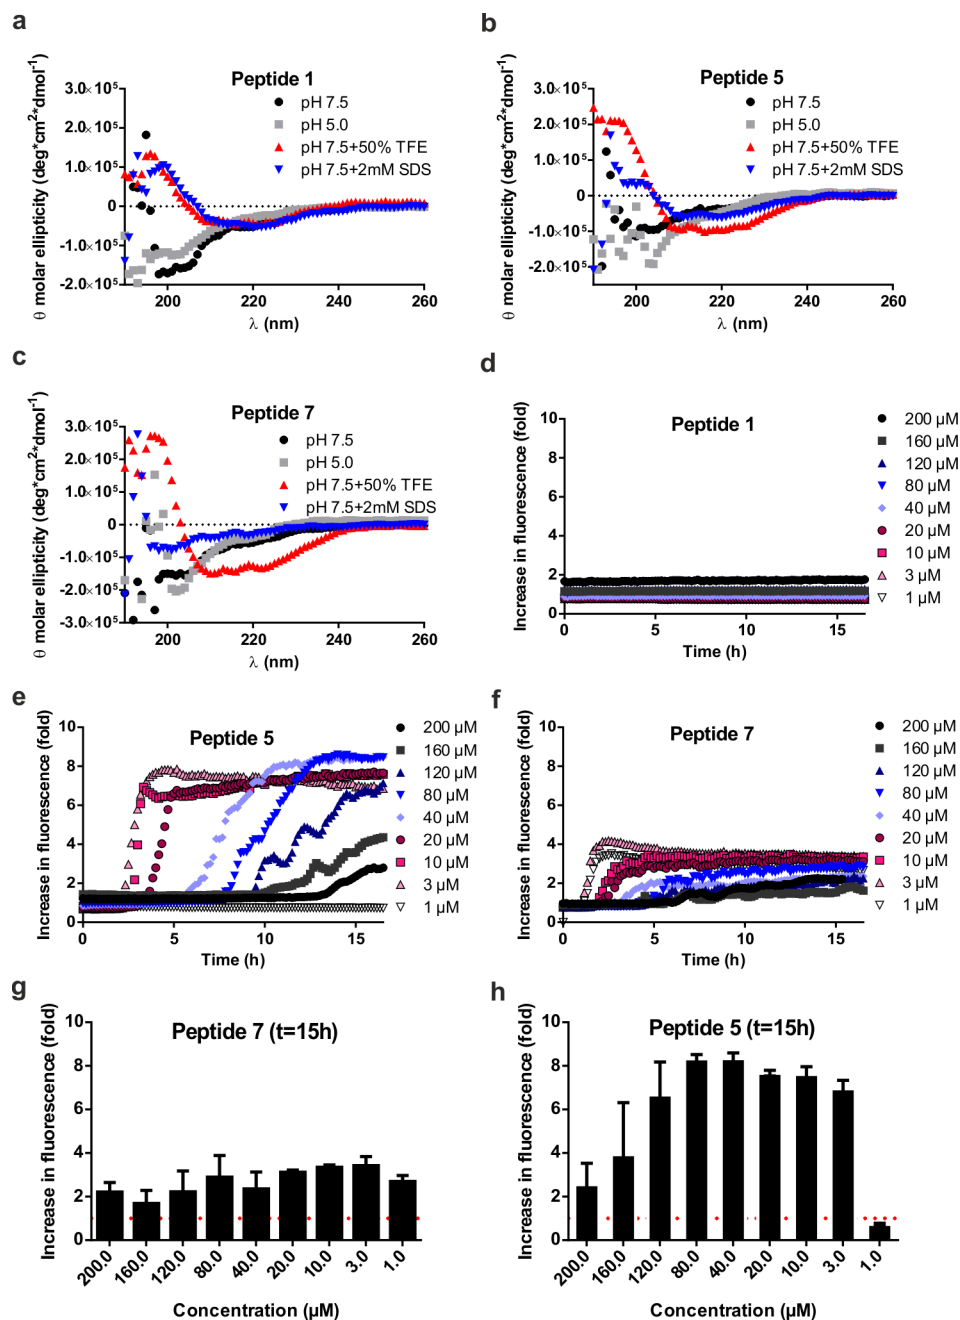 a
Peptide 1
θ molar ellipticity (deg*cm²*dmol⁻¹)
3.0×10⁵
2.0×10⁵
1.0×10⁵
0
-1.0×10⁵
-2.0×10⁵
pH 7.5
pH 5.0
pH 7.5+50% TFE
pH 7.5+2mM SDS
200 220 240 260
λ (nm)
b
Peptide 5
θ molar ellipticity (deg*cm²*dmol⁻¹)
3.0×10⁵
2.0×10⁵
1.0×10⁵
0
-1.0×10⁵
-2.0×10⁵
pH 7.5
pH 5.0
pH 7.5+50% TFE
pH 7.5+2mM SDS
200 220 240 260
λ (nm)
c
Peptide 7
θ molar ellipticity (deg*cm²*dmol⁻¹)
3.0×10⁵
2.0×10⁵
1.0×10⁵
0
-1.0×10⁵
-2.0×10⁵
-3.0×10⁵
pH 7.5
pH 5.0
pH 7.5+50% TFE
pH 7.5+2mM SDS
200 220 240 260
λ (nm)
d
Peptide 1
Increase in fluorescence (fold)
10
8
6
4
2
0
0 5 10 15
Time (h)
200 µM
160 µM
120 µM
80 µM
40 µM
20 µM
10 µM
3 µM
1 µM
e
Peptide 5
Increase in fluorescence (fold)
10
8
6
4
2
0
0 5 10 15
Time (h)
200 µM
160 µM
120 µM
80 µM
40 µM
20 µM
10 µM
3 µM
1 µM
f
Peptide 7
Increase in fluorescence (fold)
10
8
6
4
2
0
0 5 10 15
Time (h)
200 µM
160 µM
120 µM
80 µM
40 µM
20 µM
10 µM
3 µM
1 µM
g
Peptide 7 (t=15h)
Increase in fluorescence (fold)
10
8
6
4
2
0
200.0 160.0 120.0 80.0 40.0 20.0 10.0 3.0 1.0
Concentration (µM)
h
Peptide 5 (t=15h)
Increase in fluorescence (fold)
10
8
6
4
2
0
200.0 160.0 120.0 80.0 40.0 20.0 10.0 3.0 1.0
Concentration (µM)